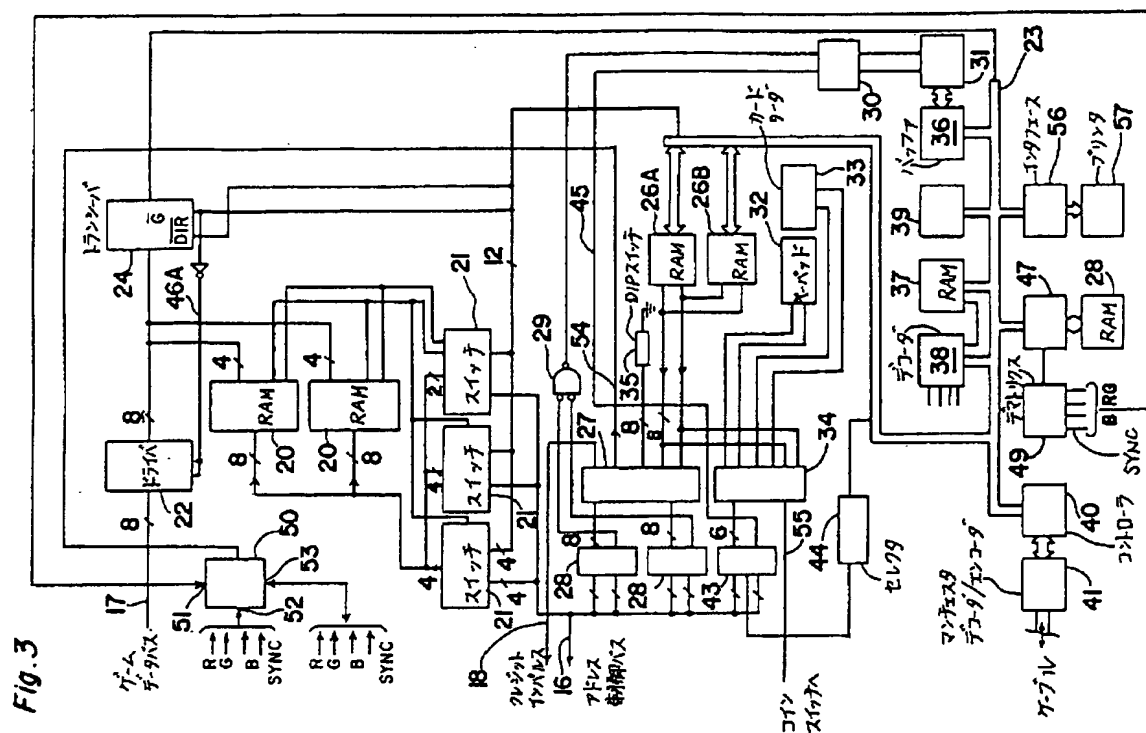 Fig. 3
トランシーバ
24
G
DIR
46A
8
ドライバ
22
8
17
ゲーム
データバス
50
51
52
53
R
G
B
SYNC
R
G
B
SYNC
4
RAM
20
8
4
RAM
20
8
21
スイッチ
2
4
スイッチ
21
4
スイッチ
21
4
4
12
18
クレジット
インパルス
16
アドレス
制御バス
29
45
54
27
8
35
DIPスイッチ
8
8
28
8
28
6
43
34
55
コイン
スイッチへ
44
セレクタ
26A
RAM
26B
RAM
32
キーパッド
カード
リーダ
33
30
31
23
バッファ
36
39
インタフェース
56
プリンタ
57
37
RAM
デコーダ
38
47
28
RAM
デマトリクス
49
B
RG
SYNC
コントローラ
40
41
マンチェスタ
デコーダ/エンコーダ
ケーブル